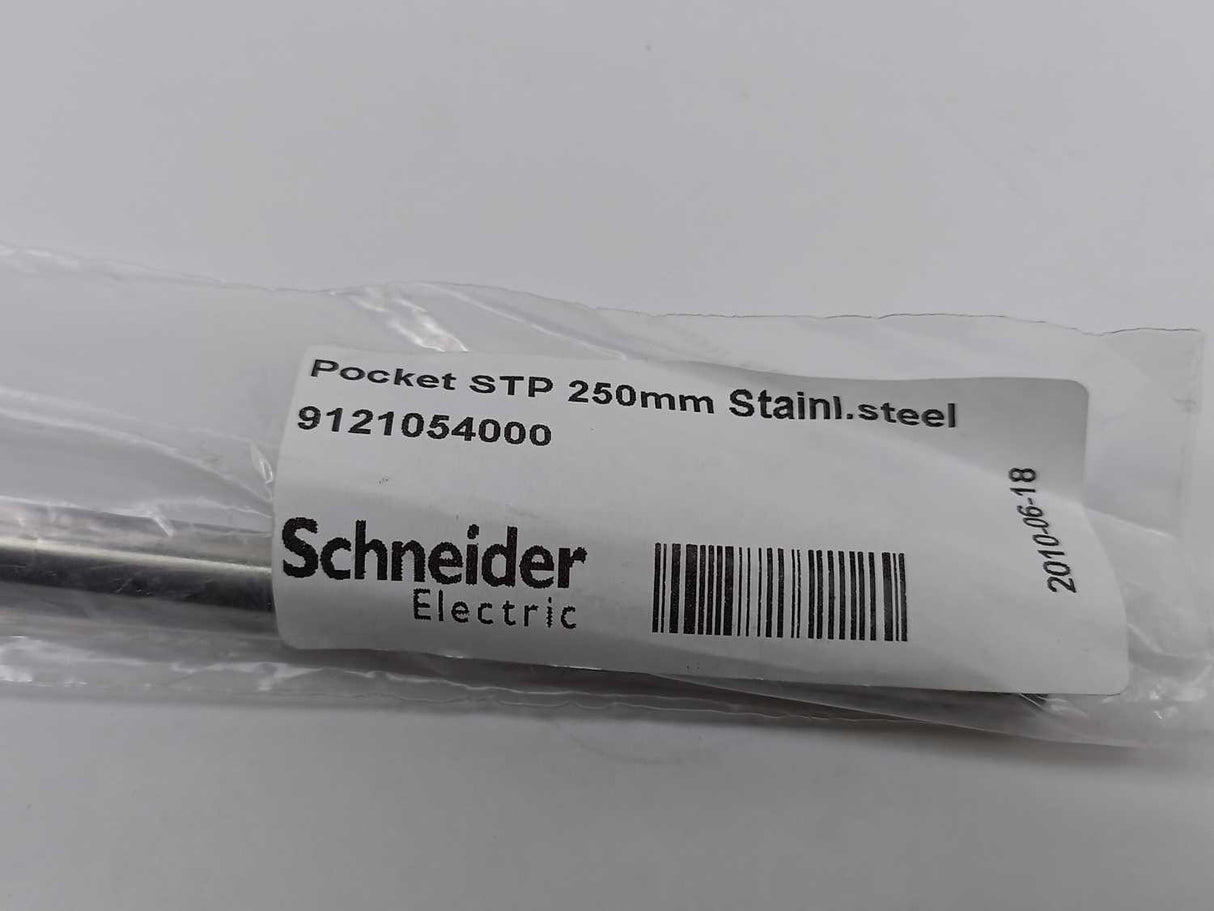 Pocket STP 250mm Stainl.steel
9121054000
Schneider
Electric
2010-06-18